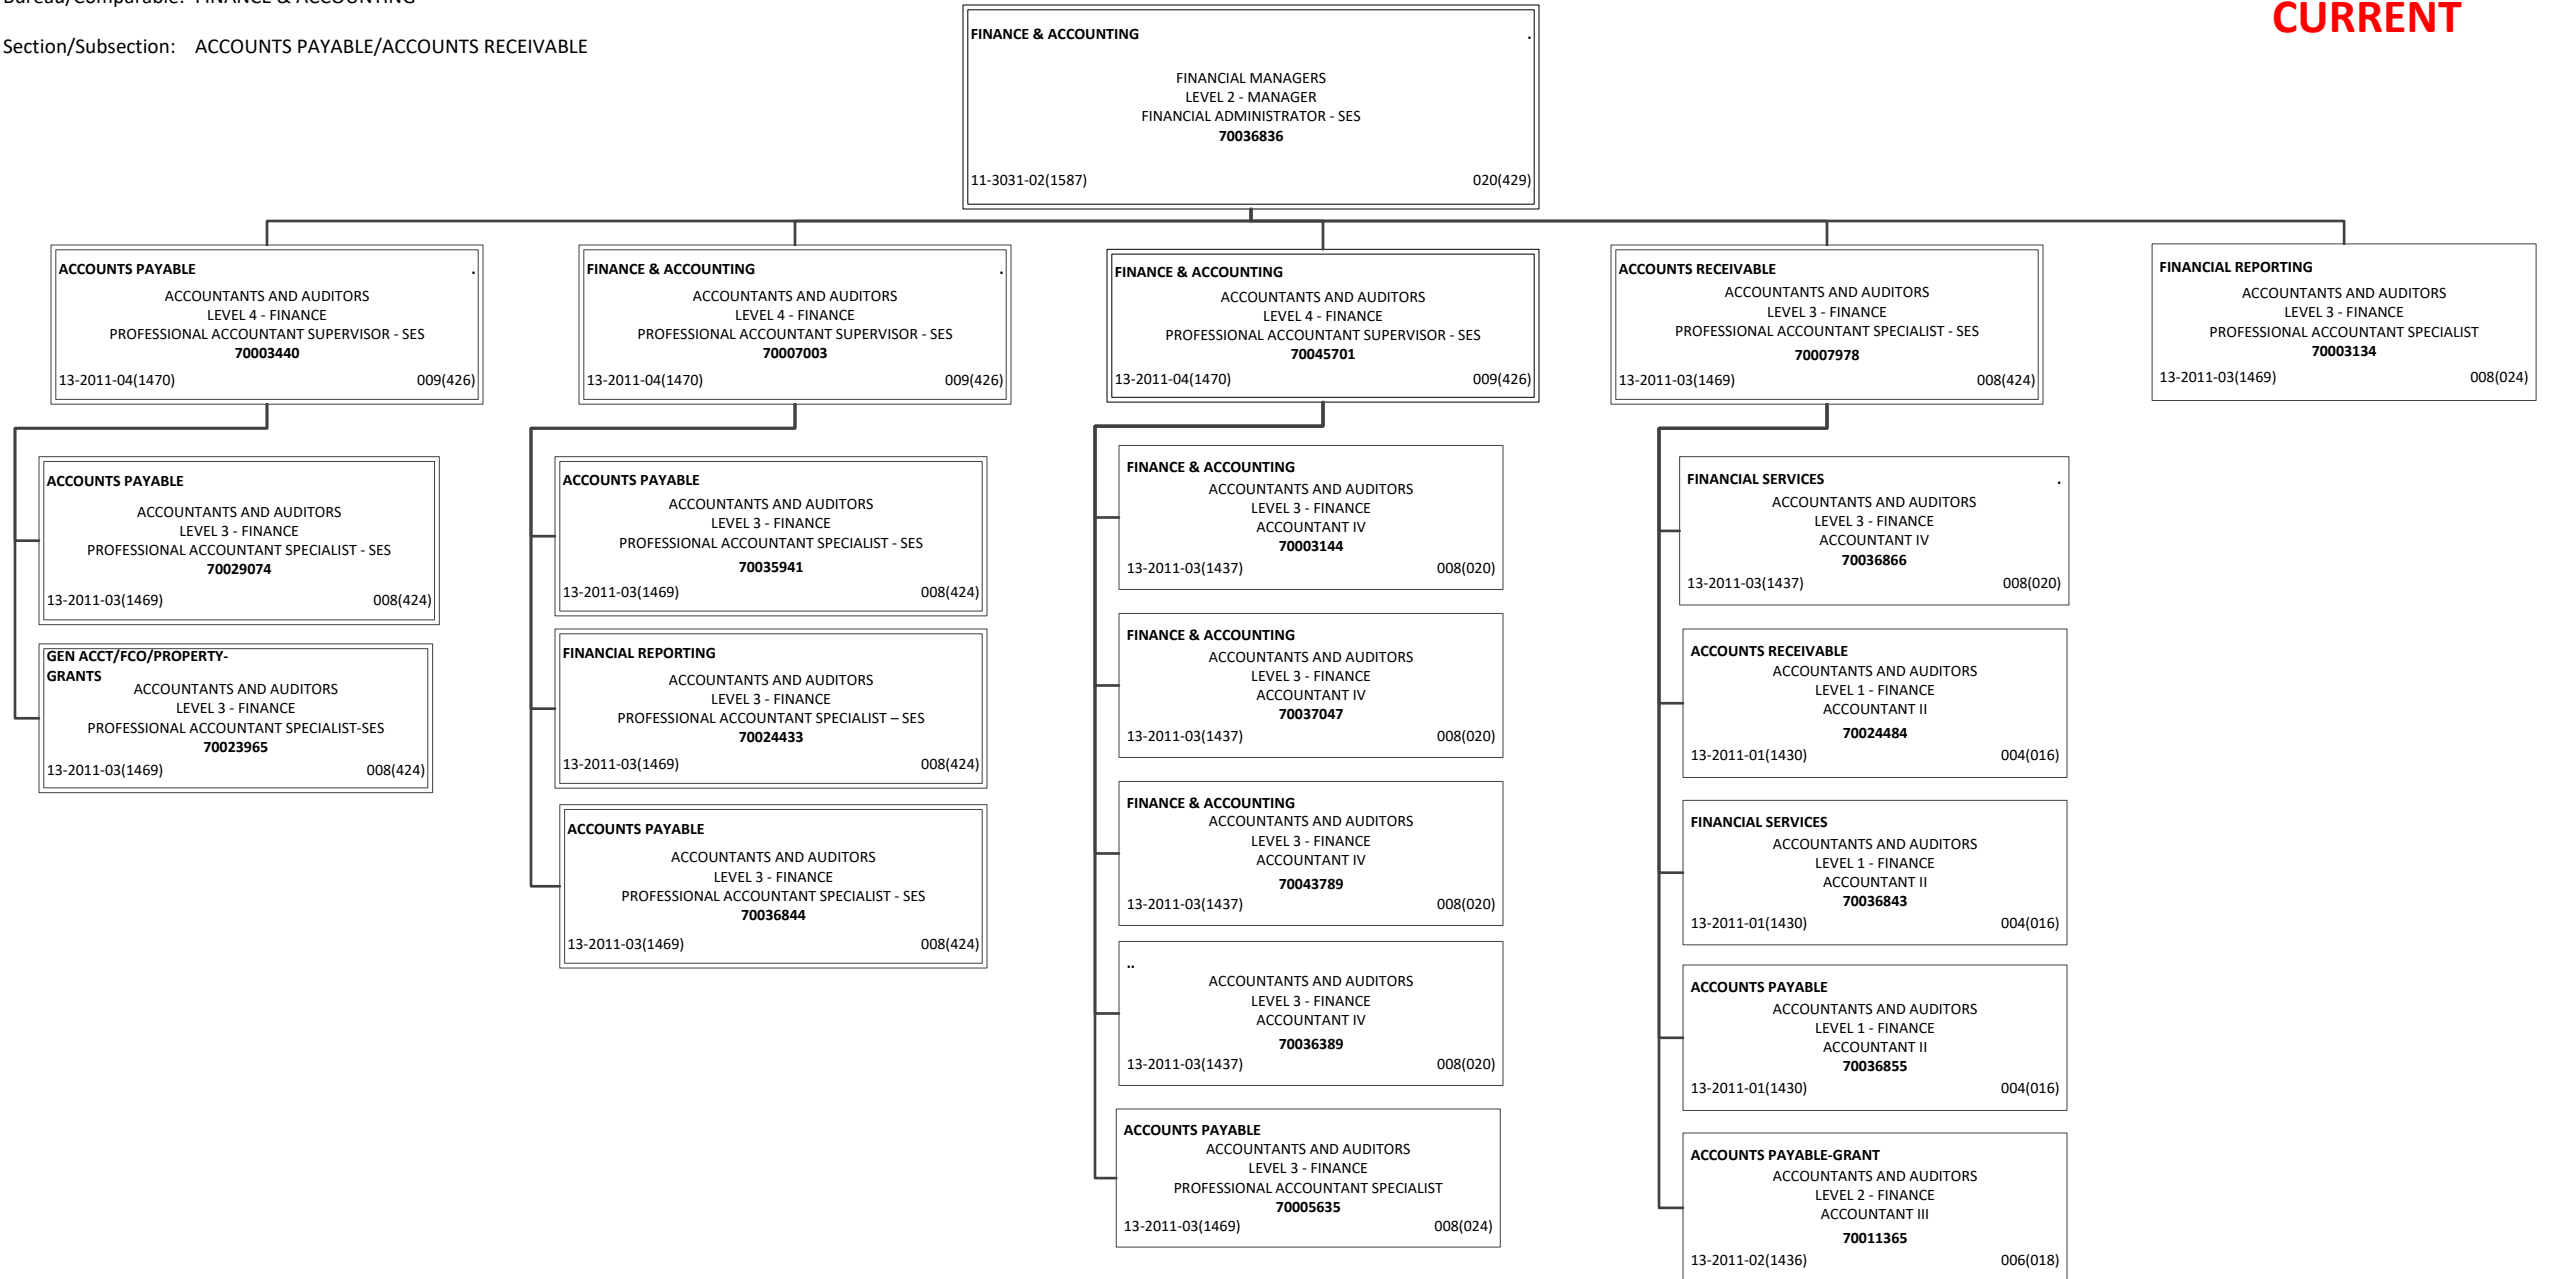 Bureau/Comparable: FINANCE & ACCOUNTING
CURRENT
Section/Subsection: ACCOUNTS PAYABLE/ACCOUNTS RECEIVABLE
FINANCE & ACCOUNTING .
FINANCIAL MANAGERS
LEVEL 2 - MANAGER
FINANCIAL ADMINISTRATOR - SES
70036836
11-3031-02(1587) 020(429)
ACCOUNTS PAYABLE .
ACCOUNTANTS AND AUDITORS
LEVEL 4 - FINANCE
PROFESSIONAL ACCOUNTANT SUPERVISOR - SES
70003440
13-2011-04(1470) 009(426)
FINANCE & ACCOUNTING .
ACCOUNTANTS AND AUDITORS
LEVEL 4 - FINANCE
PROFESSIONAL ACCOUNTANT SUPERVISOR - SES
70007003
13-2011-04(1470) 009(426)
FINANCE & ACCOUNTING
ACCOUNTANTS AND AUDITORS
LEVEL 4 - FINANCE
PROFESSIONAL ACCOUNTANT SUPERVISOR - SES
70045701
13-2011-04(1470) 009(426)
ACCOUNTS RECEIVABLE
ACCOUNTANTS AND AUDITORS
LEVEL 3 - FINANCE
PROFESSIONAL ACCOUNTANT SPECIALIST - SES
70007978
13-2011-03(1469) 008(424)
FINANCIAL REPORTING
ACCOUNTANTS AND AUDITORS
LEVEL 3 - FINANCE
PROFESSIONAL ACCOUNTANT SPECIALIST
70003134
13-2011-03(1469) 008(024)
ACCOUNTS PAYABLE
ACCOUNTANTS AND AUDITORS
LEVEL 3 - FINANCE
PROFESSIONAL ACCOUNTANT SPECIALIST - SES
70029074
13-2011-03(1469) 008(424)
GEN ACCT/FCO/PROPERTY-
GRANTS
ACCOUNTANTS AND AUDITORS
LEVEL 3 - FINANCE
PROFESSIONAL ACCOUNTANT SPECIALIST-SES
70023965
13-2011-03(1469) 008(424)
ACCOUNTS PAYABLE
ACCOUNTANTS AND AUDITORS
LEVEL 3 - FINANCE
PROFESSIONAL ACCOUNTANT SPECIALIST - SES
70035941
13-2011-03(1469) 008(424)
FINANCIAL REPORTING
ACCOUNTANTS AND AUDITORS
LEVEL 3 - FINANCE
PROFESSIONAL ACCOUNTANT SPECIALIST – SES
70024433
13-2011-03(1469) 008(424)
ACCOUNTS PAYABLE
ACCOUNTANTS AND AUDITORS
LEVEL 3 - FINANCE
PROFESSIONAL ACCOUNTANT SPECIALIST - SES
70036844
13-2011-03(1469) 008(424)
FINANCE & ACCOUNTING
ACCOUNTANTS AND AUDITORS
LEVEL 3 - FINANCE
ACCOUNTANT IV
70003144
13-2011-03(1437) 008(020)
FINANCE & ACCOUNTING
ACCOUNTANTS AND AUDITORS
LEVEL 3 - FINANCE
ACCOUNTANT IV
70037047
13-2011-03(1437) 008(020)
FINANCE & ACCOUNTING
ACCOUNTANTS AND AUDITORS
LEVEL 3 - FINANCE
ACCOUNTANT IV
70043789
13-2011-03(1437) 008(020)
..
ACCOUNTANTS AND AUDITORS
LEVEL 3 - FINANCE
ACCOUNTANT IV
70036389
13-2011-03(1437) 008(020)
ACCOUNTS PAYABLE
ACCOUNTANTS AND AUDITORS
LEVEL 3 - FINANCE
PROFESSIONAL ACCOUNTANT SPECIALIST
70005635
13-2011-03(1469) 008(024)
FINANCIAL SERVICES .
ACCOUNTANTS AND AUDITORS
LEVEL 3 - FINANCE
ACCOUNTANT IV
70036866
13-2011-03(1437) 008(020)
ACCOUNTS RECEIVABLE
ACCOUNTANTS AND AUDITORS
LEVEL 1 - FINANCE
ACCOUNTANT II
70024484
13-2011-01(1430) 004(016)
FINANCIAL SERVICES
ACCOUNTANTS AND AUDITORS
LEVEL 1 - FINANCE
ACCOUNTANT II
70036843
13-2011-01(1430) 004(016)
ACCOUNTS PAYABLE
ACCOUNTANTS AND AUDITORS
LEVEL 1 - FINANCE
ACCOUNTANT II
70036855
13-2011-01(1430) 004(016)
ACCOUNTS PAYABLE-GRANT
ACCOUNTANTS AND AUDITORS
LEVEL 2 - FINANCE
ACCOUNTANT III
70011365
13-2011-02(1436) 006(018)